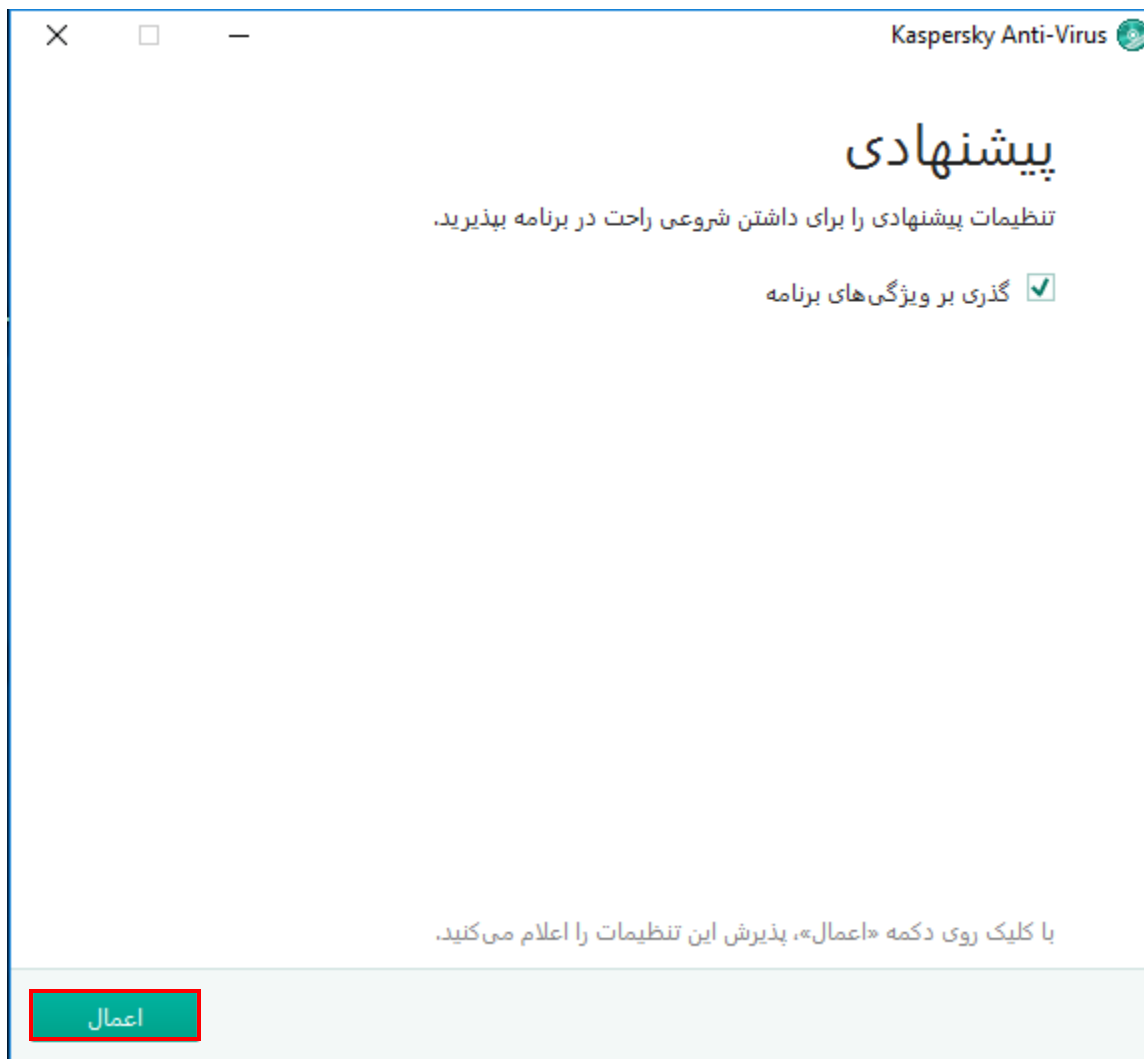 Kaspersky Anti-Virus
پیشنهادی
تنظیمات پیشنهادی را برای داشتن شروعی راحت در برنامه بپذیرید.
گذری بر ویژگی‌های برنامه
با کلیک روی دکمه «اعمال»، پذیرش این تنظیمات را اعلام می‌کنید.
اعمال